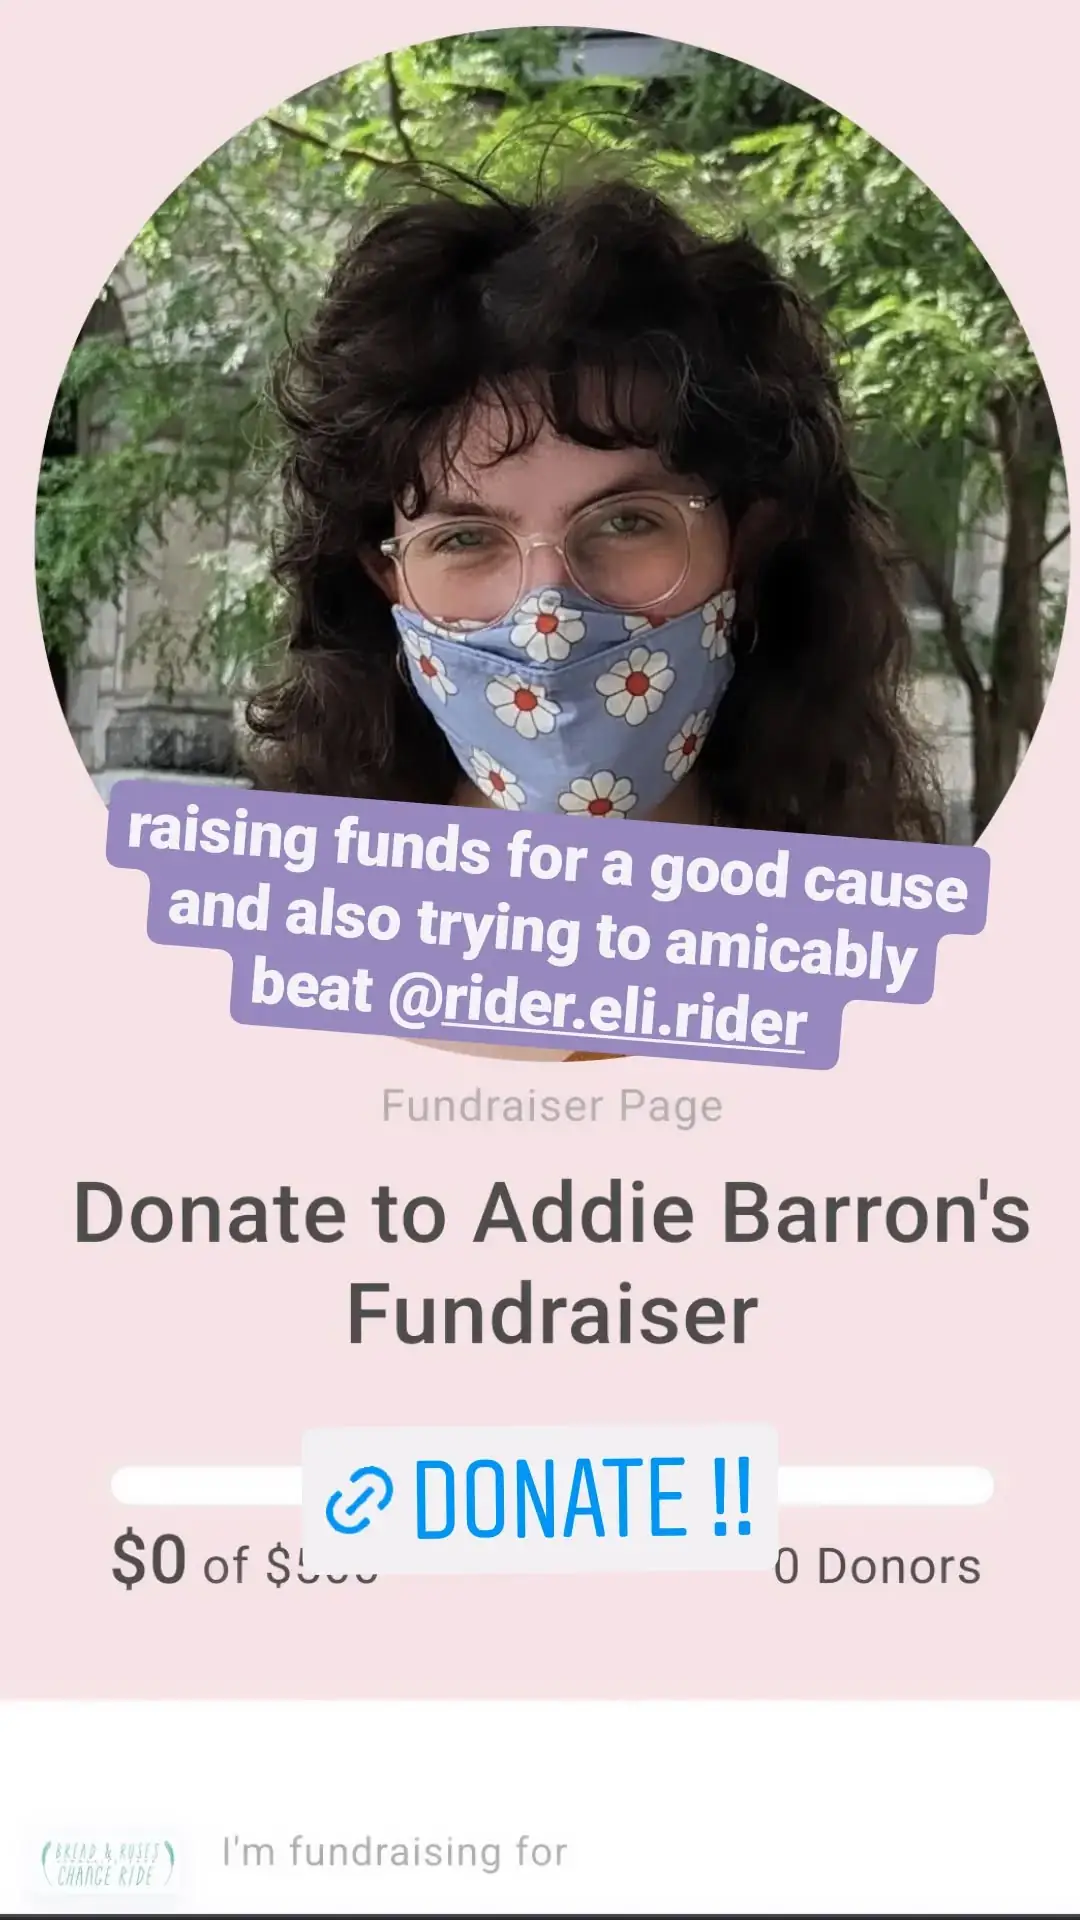 raising funds for a good cause
and also trying to amicably
beat @rider.eli.rider
Fundraiser Page
Donate to Addie Barron's
Fundraiser
DONATE !!
$0 of
0 Donors
I'm fundraising for
BREAD & ROSES
CHANGE RIDE